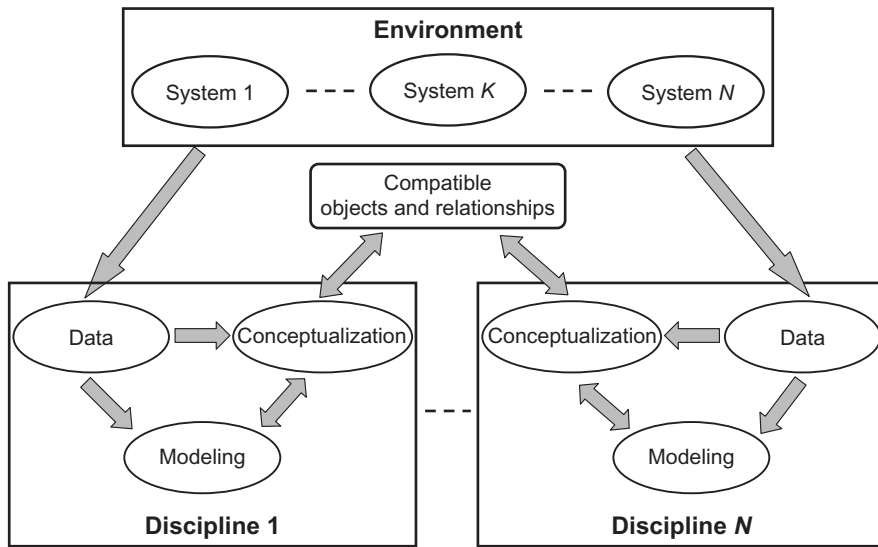 Environment
System 1
System K
System N
Compatible
objects and relationships
Data
Conceptualization
Modeling
Discipline 1
Conceptualization
Data
Modeling
Discipline N